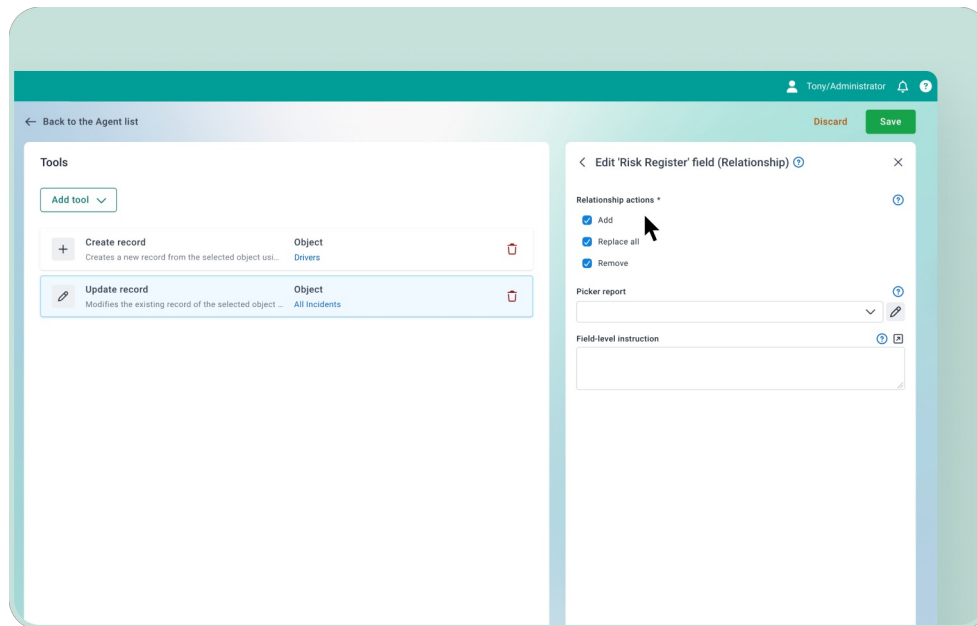 Tony/Administrator
Back to the Agent list
Discard
Save
Tools
Add tool
Create record
Object
Creates a new record from the selected object usi...
Drivers
Update record
Object
Modifies the existing record of the selected object ...
All Incidents
Edit 'Risk Register' field (Relationship)
Relationship actions *
Add
Replace all
Remove
Picker report
Field-level instruction